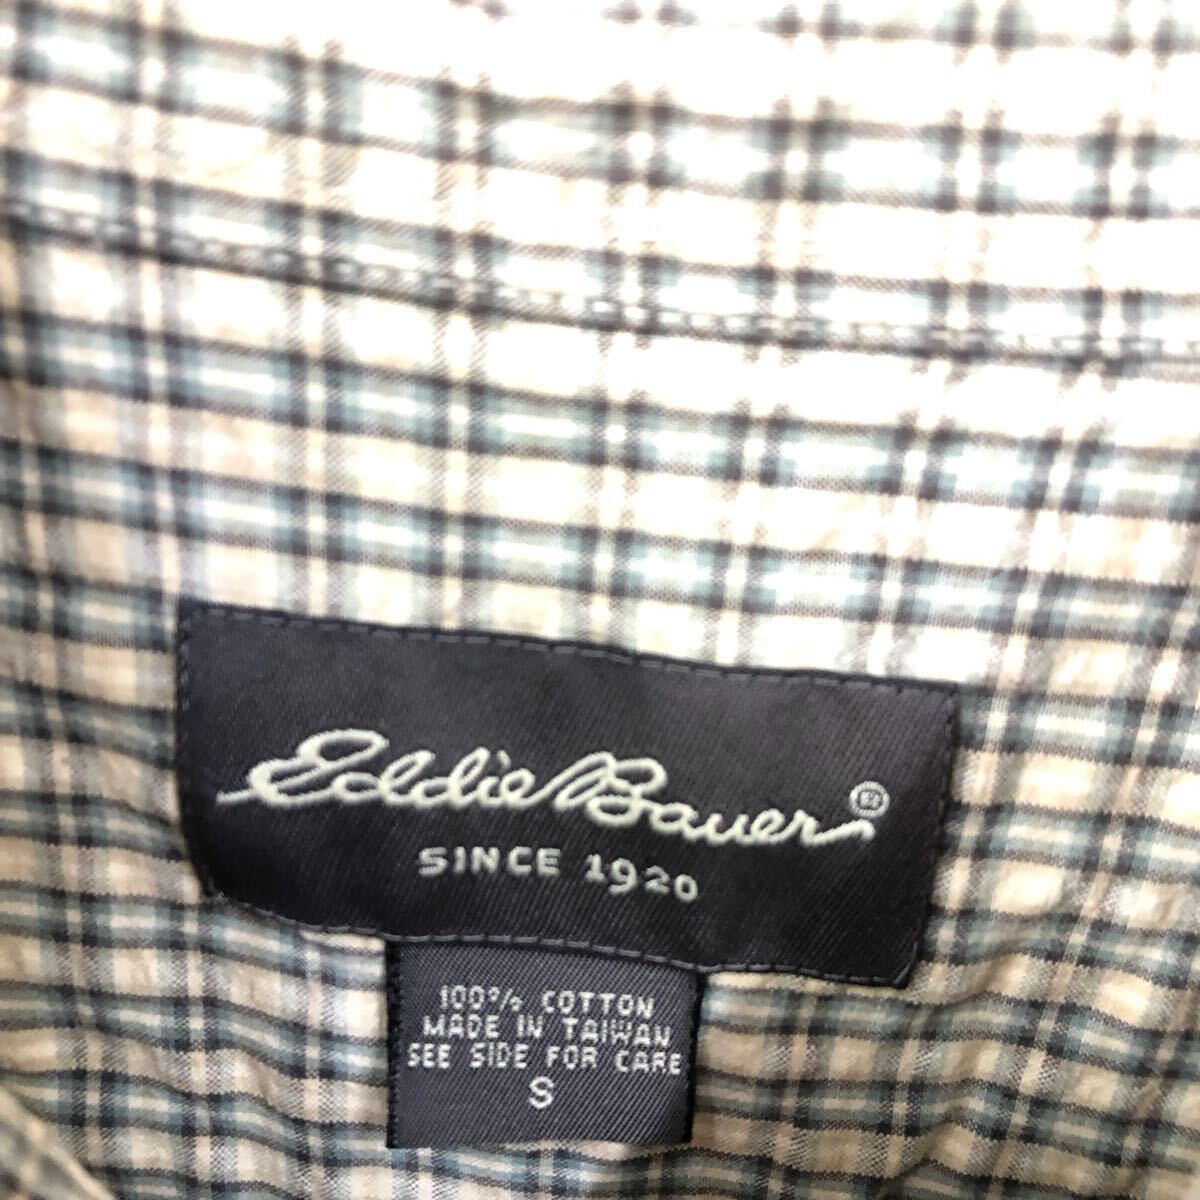 Eddie Bauer®
SINCE 1920
100% COTTON
MADE IN TAIWAN
SEE SIDE FOR CARE
S